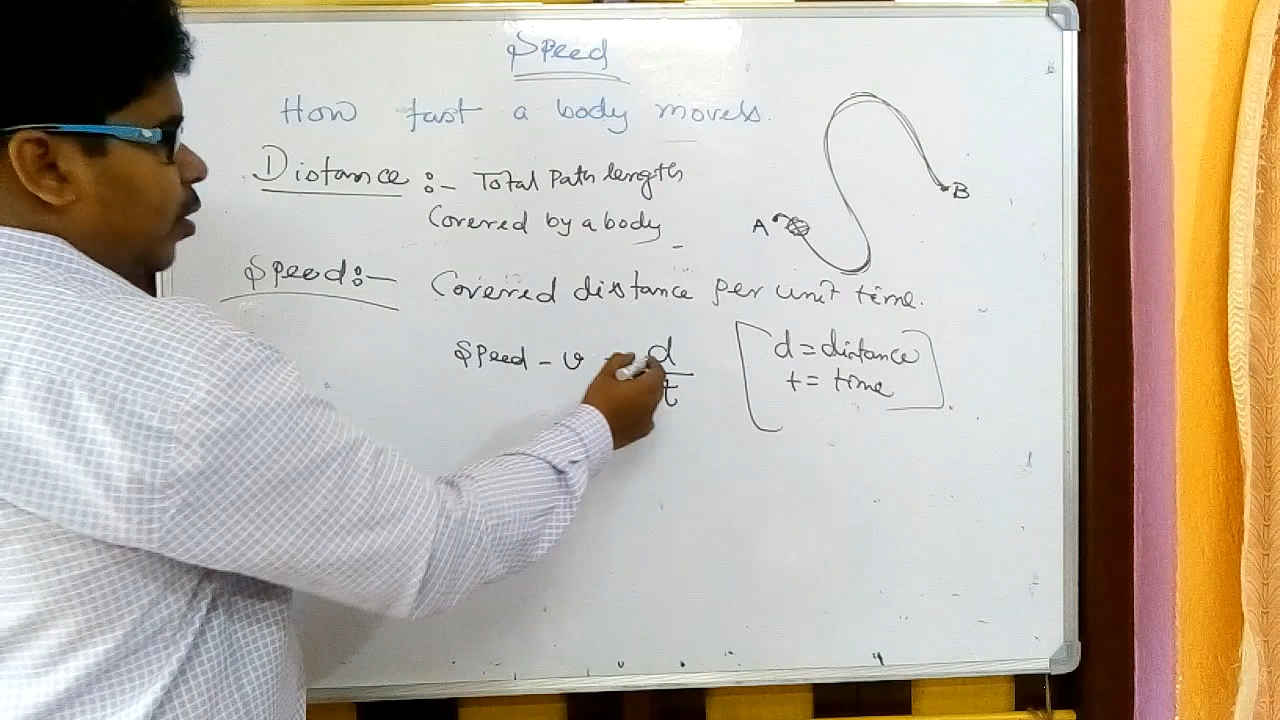 Speed
How fast a body moves.
Distance :- Total Path length
Covered by a body
A
B
Speed :- Covered distance per unit time.
Speed - v d
t
d = distance
t = time